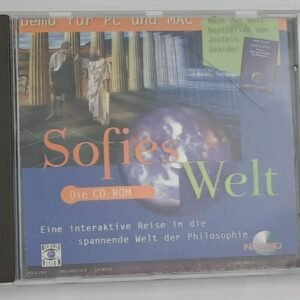 Demo für PC und MAC
Nach dem Welt-
bestseller von
Jostein
Gaarder
Sofies
Welt
Die CD-ROM
Eine interaktive Reise in die
spannende Welt der Philosophie
NAVIGO